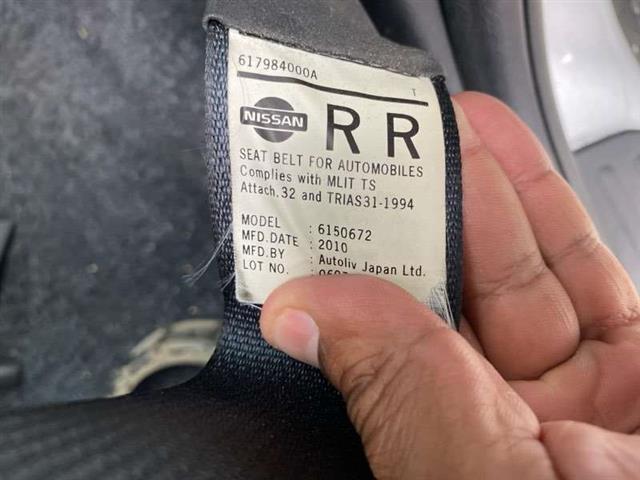 617984000A
T
NISSAN R R
SEAT BELT FOR AUTOMOBILES
Complies with MLIT TS
Attach.32 and TRIAS31-1994
MODEL : 6150672
MFD.DATE : 2010
MFD.BY : Autoliv Japan Ltd.
LOT NO. :